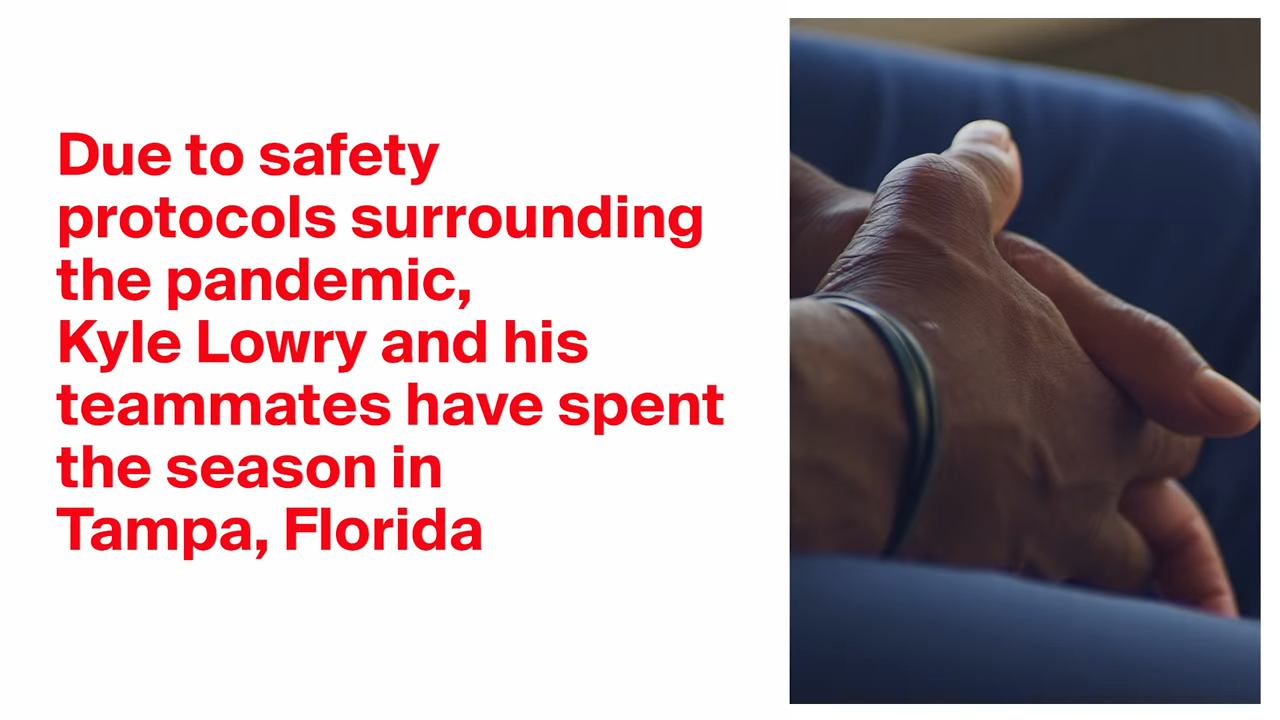 Due to safety
protocols surrounding
the pandemic,
Kyle Lowry and his
teammates have spent
the season in
Tampa, Florida